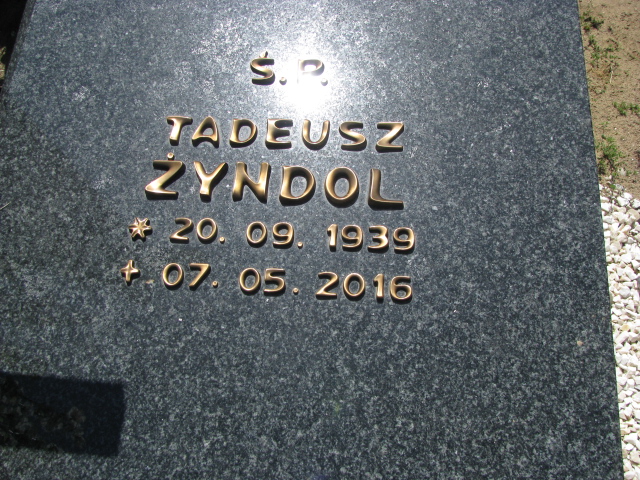 Ś.P.
TADEUSZ
ŻYNDOL
* 20. 09. 1939
+ 07. 05. 2016